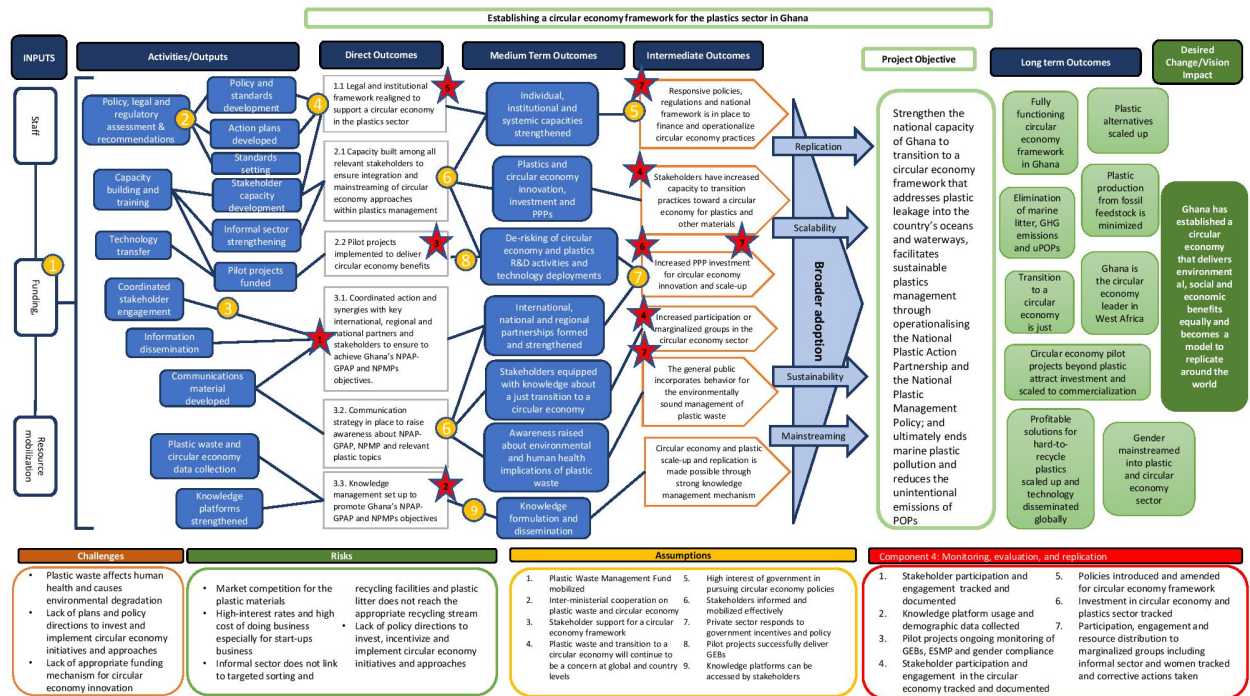 Establishing a circular economy framework for the plastics sector in Ghana
INPUTS
Activities/Outputs
Direct Outcomes
Medium Term Outcomes
Intermediate Outcomes
Project Objective
Long term Outcomes
Desired
Change/Vision
Impact
Staff
Funding,
Resource
mobilization
1
Policy, legal and
regulatory
assessment &
recommendations
2
Policy and
standards
development
Action plans
developed
Standards
setting
4
Capacity
building and
training
Stakeholder
capacity
development
Informal sector
strengthening
Technology
transfer
Pilot projects
funded
Coordinated
stakeholder
engagement
3
Information
dissemination
Communications
material
developed
Plastic waste and
circular economy
data collection
Knowledge
platforms
strengthened
1.1 Legal and institutional
framework realigned to
support a circular economy
in the plastics sector
5
2.1 Capacity built among all
relevant stakeholders to
ensure integration and
mainstreaming of circular
economy approaches
within plastics management
6
2.2 Pilot projects
implemented to deliver
circular economy benefits
3
8
3.1. Coordinated action and
synergies with key
international, regional and
national partners and
stakeholders to ensure to
achieve Ghana's NPAP-
GPAP and NPMPs
objectives.
1
3.2. Communication
strategy in place to raise
awareness about NPAP-
GPAP, NPMP and relevant
plastic topics
6
3.3. Knowledge
management set up to
promote Ghana's NPAP-
GPAP and NPMPs objectives
2
9
Individual,
institutional and
systemic capacities
strengthened
Plastics and
circular economy
innovation,
investment and
PPPs
De-risking of circular
economy and plastics
R&D activities and
technology deployments
International,
national and regional
partnerships formed
and strengthened
Stakeholders equipped
with knowledge about
a just transition to a
circular economy
Awareness raised
about environmental
and human health
implications of plastic
waste
Knowledge
formulation and
dissemination
7
5
Responsive policies,
regulations and national
framework is in place to
finance and operationalize
circular economy practices
4
Stakeholders have increased
capacity to transition
practices toward a circular
economy for plastics and
other materials
6
7
7
Increased PPP investment
for circular economy
innovation and scale-up
4
Increased participation or
marginalized groups in the
circular economy sector
7
The general public
incorporates behavior for
the environmentally
sound management of
plastic waste
Circular economy and plastic
scale-up and replication is
made possible through
strong knowledge
management mechanism
Broader adoption
Replication
Scalability
Sustainability
Mainstreaming
Strengthen the
national capacity
of Ghana to
transition to a
circular economy
framework that
addresses plastic
leakage into the
country's oceans
and waterways,
facilitates
sustainable
plastics
management
through
operationalising
the National
Plastic Action
Partnership and
the National
Plastic
Management
Policy; and
ultimately ends
marine plastic
pollution and
reduces the
unintentional
emissions of
POPs
Fully
functioning
circular
economy
framework
in Ghana
Plastic
alternatives
scaled up
Elimination
of marine
litter, GHG
emissions
and uPOPs
Plastic
production
from fossil
feedstock is
minimized
Transition
to a
circular
economy
is just
Ghana is
the circular
economy
leader in
West Africa
Circular economy pilot
projects beyond plastic
attract investment and
scaled to commercialization
Profitable
solutions for
hard-to-
recycle
plastics
scaled up and
technology
disseminated
globally
Gender
mainstreamed
into plastic
and circular
economy
sector
Ghana has
established a
circular
economy
that delivers
environment
al, social and
economic
benefits
equally and
becomes a
model to
replicate
around the
world
Challenges
• Plastic waste affects human
health and causes
environmental degradation
• Lack of plans and policy
directions to invest and
implement circular economy
initiatives and approaches
• Lack of appropriate funding
mechanism for circular
economy innovation
Risks
• Market competition for the
plastic materials
• High-interest rates and high
cost of doing business
especially for start-ups
business
• Informal sector does not link
to targeted sorting and
recycling facilities and plastic
litter does not reach the
appropriate recycling stream
• Lack of policy directions to
invest, incentivize and
implement circular economy
initiatives and approaches
Assumptions
1. Plastic Waste Management Fund
mobilized
2. Inter-ministerial cooperation on
plastic waste and circular economy
3. Stakeholder support for a circular
economy framework
4. Plastic waste and transition to a
circular economy will continue to
be a concern at global and country
levels
5. High interest of government in
pursuing circular economy policies
6. Stakeholders informed and
mobilized effectively
7. Private sector responds to
government incentives and policy
8. Pilot projects successfully deliver
GEBs
9. Knowledge platforms can be
accessed by stakeholders
Component 4: Monitoring, evaluation, and replication
1. Stakeholder participation and
engagement tracked and
documented
2. Knowledge platform usage and
demographic data collected
3. Pilot projects ongoing monitoring of
GEBs, ESMP and gender compliance
4. Stakeholder participation and
engagement in the circular
economy tracked and documented
5. Policies introduced and amended
for circular economy framework
6. Investment in circular economy and
plastics sector tracked
7. Participation, engagement and
resource distribution to
marginalized groups including
informal sector and women tracked
and corrective actions taken